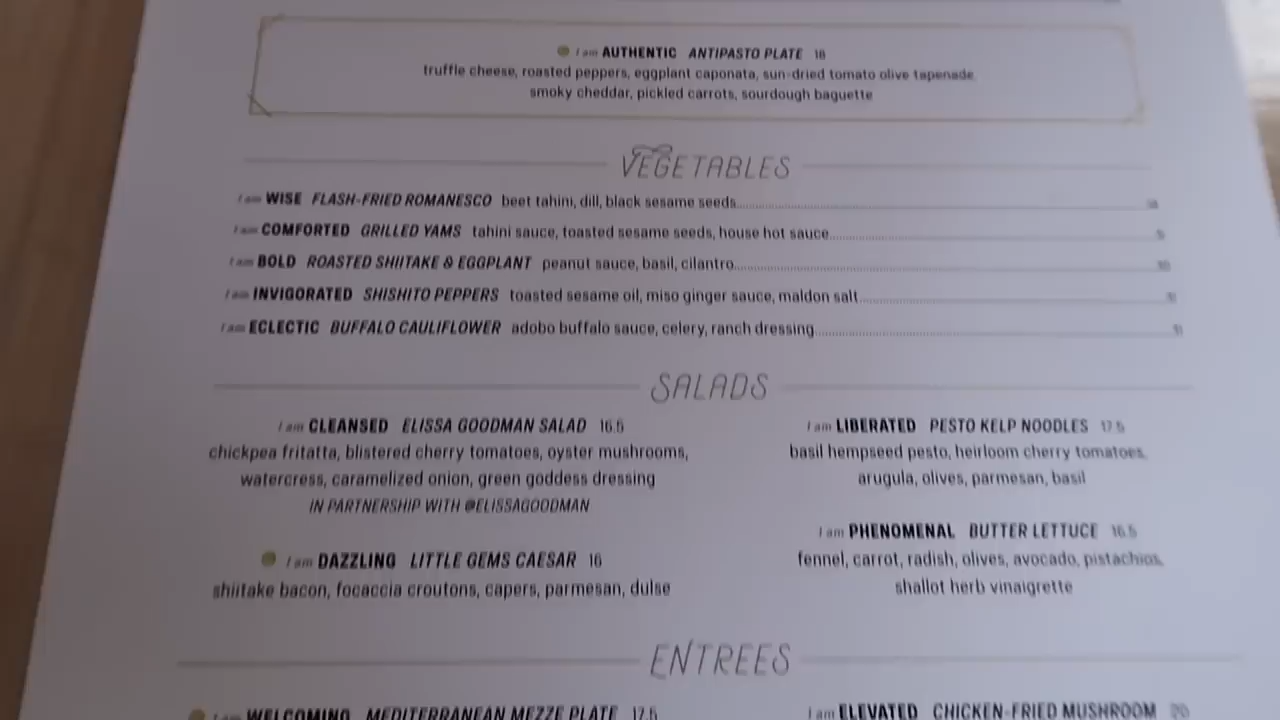 I am AUTHENTIC ANTIPASTO PLATE 18
truffle cheese, roasted peppers, eggplant caponata, sun-dried tomato olive tapenade
smoky cheddar, pickled carrots, sourdough baguette
VEGETABLES
I am WISE FLASH-FRIED ROMANESCO beet tahini, dill, black sesame seeds
I am COMFORTED GRILLED YAMS tahini sauce, toasted sesame seeds, house hot sauce
I am BOLD ROASTED SHIITAKE & EGGPLANT peanut sauce, basil, cilantro
I am INVIGORATED SHISHITO PEPPERS toasted sesame oil, miso ginger sauce, maldon salt
I am ECLECTIC BUFFALO CAULIFLOWER adobo buffalo sauce, celery, ranch dressing
SALADS
I am CLEANSED ELISSA GOODMAN SALAD 16.5
chickpea fritatta, blistered cherry tomatoes, oyster mushrooms,
watercress, caramelized onion, green goddess dressing
IN PARTNERSHIP WITH @ELISSAGOODMAN
I am DAZZLING LITTLE GEMS CAESAR 16
shiitake bacon, focaccia croutons, capers, parmesan, dulse
I am LIBERATED PESTO KELP NOODLES 17.5
basil hempseed pesto, heirloom cherry tomatoes,
arugula, olives, parmesan, basil
I am PHENOMENAL BUTTER LETTUCE 16.5
fennel, carrot, radish, olives, avocado, pistachios,
shallot herb vinaigrette
ENTREES
I am WELCOMING MEDITERRANEAN MEZZE PLATE 17.5
I am ELEVATED CHICKEN-FRIED MUSHROOM 20